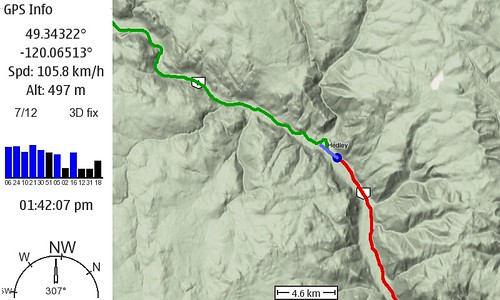 GPS Info
49.34322°
-120.06513°
Spd: 105.8 km/h
Alt: 497 m
7/12 3D fix
06 24 10 21 30 51 05 02 16 12 31 18
01:42:07 pm
W NW N
SW
307°
Hedley
4.6 km